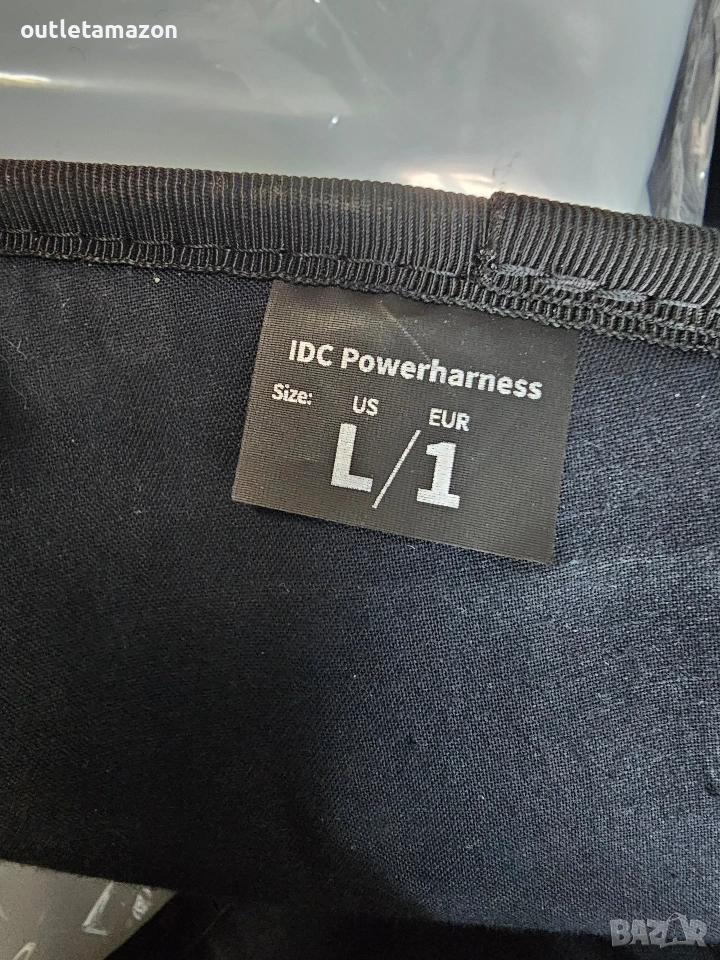 outletamazon
IDC Powerharness
Size: US EUR
L/1
BAZAR